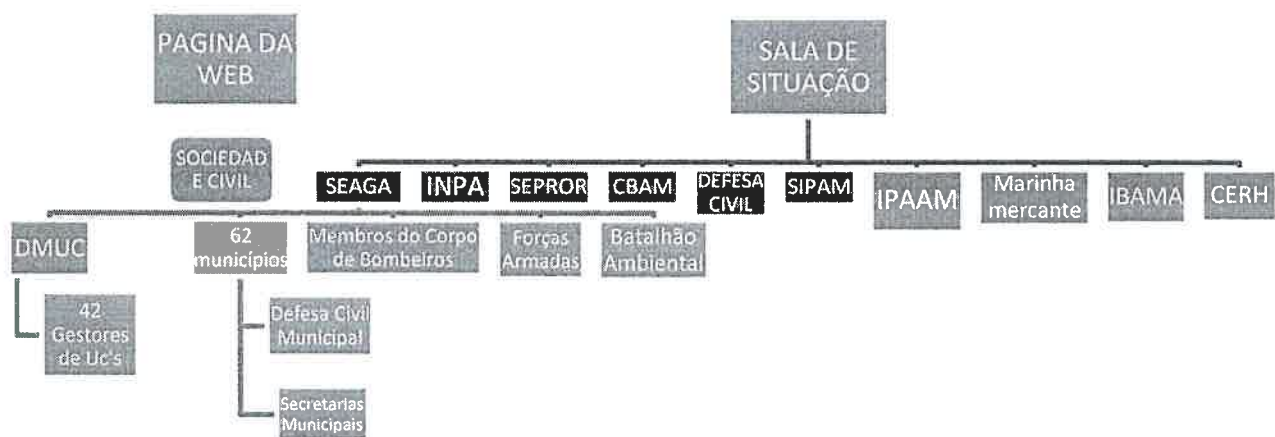 PAGINA DA
WEB
SALA DE
SITUAÇÃO
SOCIEDAD
E CIVIL
SEAGA
INPA
SEPROR
CBAM
DEFESA
CIVIL
SIPAM
IPAAM
Marinha
mercante
IBAMA
CERH
DMUC
62
municípios
Membros do Corpo
de Bombeiros
Forças
Armadas
Batalhão
Ambiental
42
Gestores
de Uc's
Defesa Civil
Municipal
Secretarias
Municipais